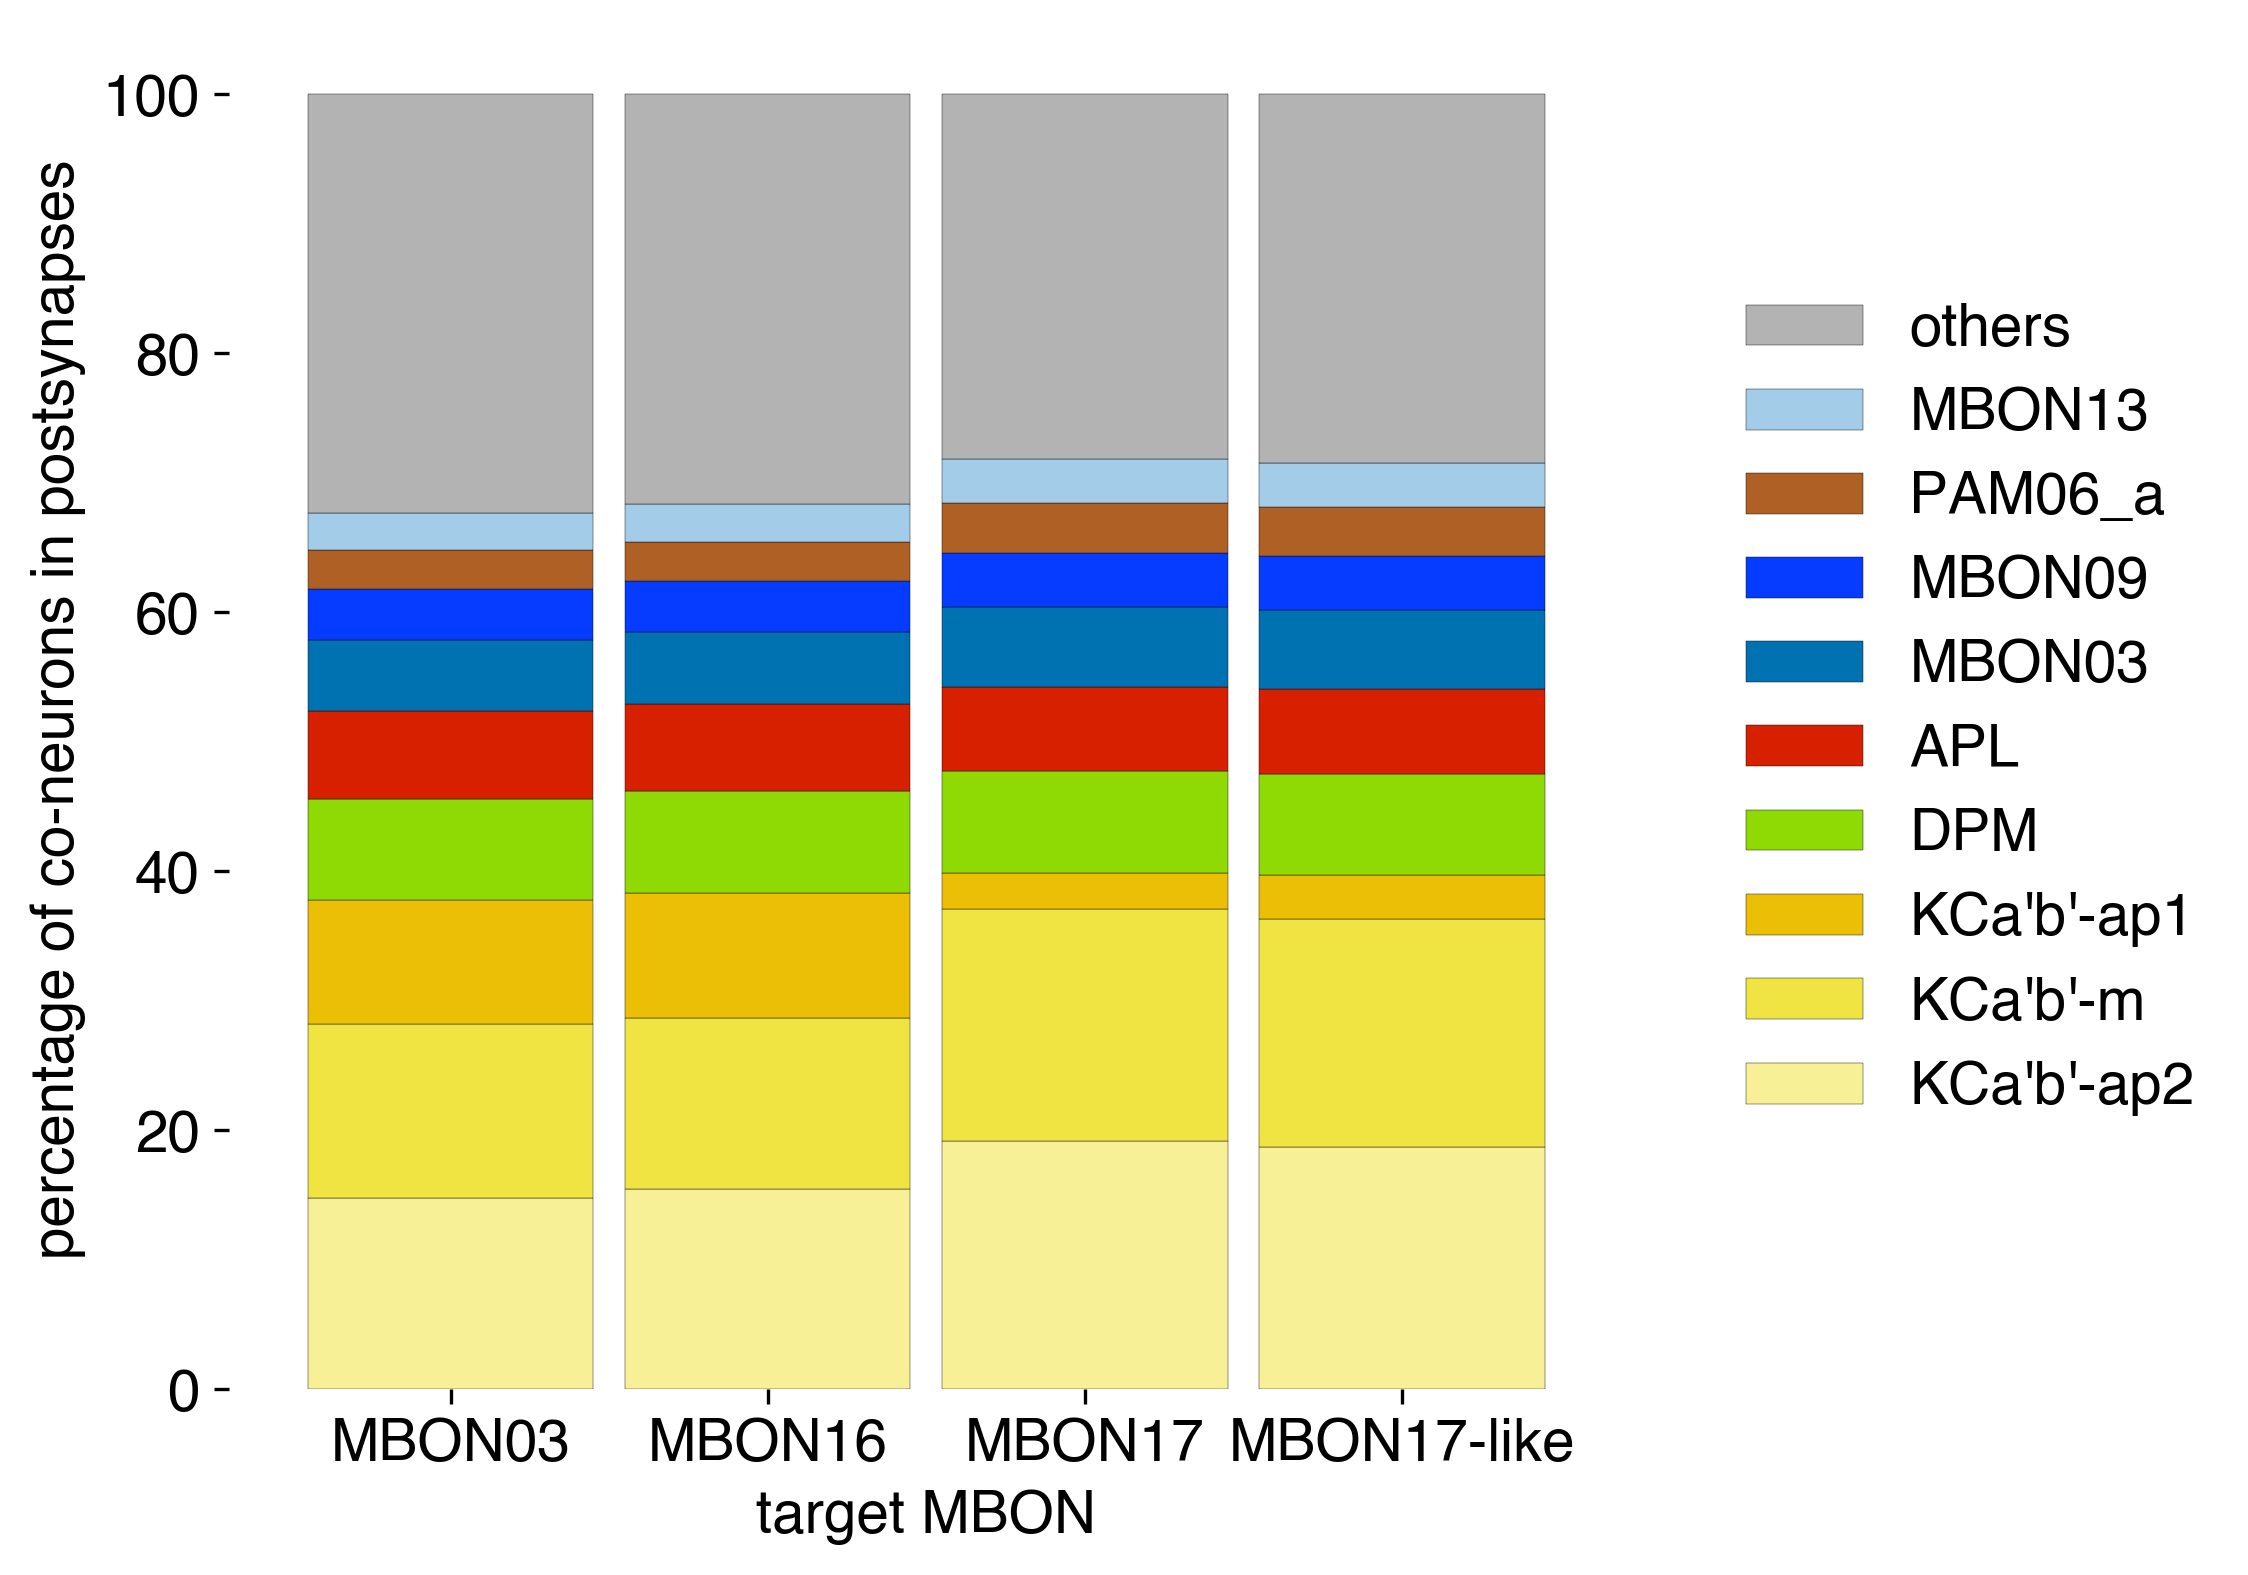 percentage of co-neurons in postsynapses
100
80
60
40
20
0
MBON03
MBON16
MBON17
MBON17-like
target MBON
others
MBON13
PAM06_a
MBON09
MBON03
APL
DPM
KCa'b'-ap1
KCa'b'-m
KCa'b'-ap2